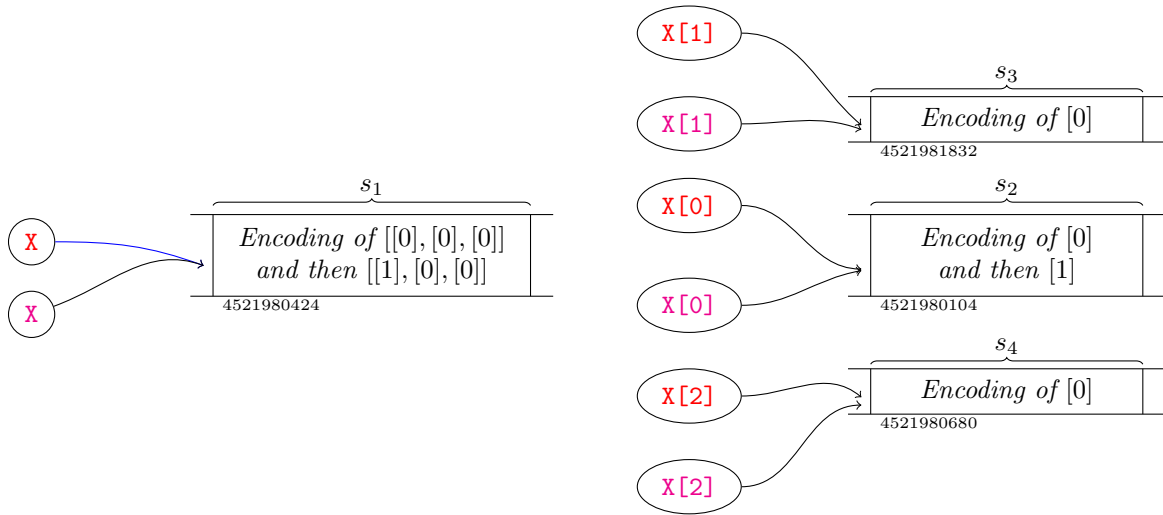 X
X
s₁
Encoding of [[0], [0], [0]]
and then [[1], [0], [0]]
4521980424
X[1]
X[1]
s₃
Encoding of [0]
4521981832
X[0]
X[0]
s₂
Encoding of [0]
and then [1]
4521980104
X[2]
X[2]
s₄
Encoding of [0]
4521980680